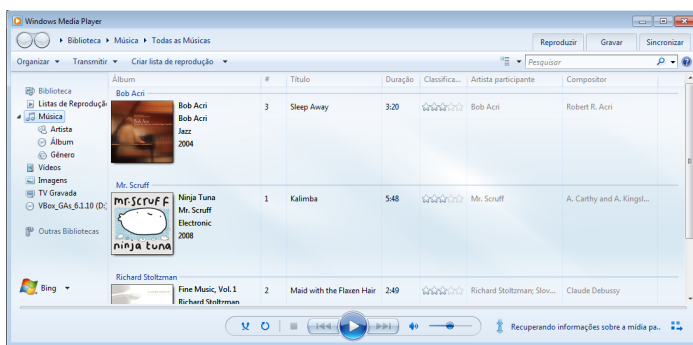 Windows Media Player
Biblioteca Música Todas as Músicas
Reproduzir Gravar Sincronizar
Organizar Transmitir Criar lista de reprodução
Pesquisar
Álbum # Título Duração Classifica... Artista participante Compositor
Biblioteca
Listas de Reproduçã
Música
Artista
Álbum
Gênero
Vídeos
Imagens
TV Gravada
VBox_GAs_6.1.10 (D:)
Outras Bibliotecas
Bing
Bob Acri
Bob Acri 3 Sleep Away 3:20 Bob Acri Robert R. Acri
Bob Acri
Jazz
2004
Mr. Scruff
mr.scruff
ninja tuna
Ninja Tuna 1 Kalimba 5:48 Mr. Scruff A. Carthy and A. Kingsl...
Mr. Scruff
Electronic
2008
Richard Stoltzman
Fine Music, Vol. 1 2 Maid with the Flaxen Hair 2:49 Richard Stoltzman; Slov... Claude Debussy
Richard Stoltzman
Recuperando informações sobre a mídia pa..